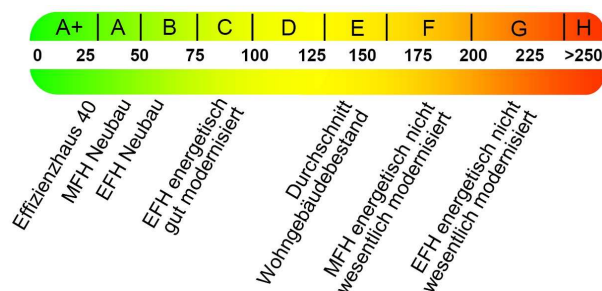 A+ A B C D E F G H
0 25 50 75 100 125 150 175 200 225 >250
Effizienzhaus 40
MFH Neubau
EFH Neubau
EFH energetisch
gut modernisiert
Durchschnitt
Wohngebäudebestand
MFH energetisch nicht
wesentlich modernisiert
EFH energetisch nicht
wesentlich modernisiert